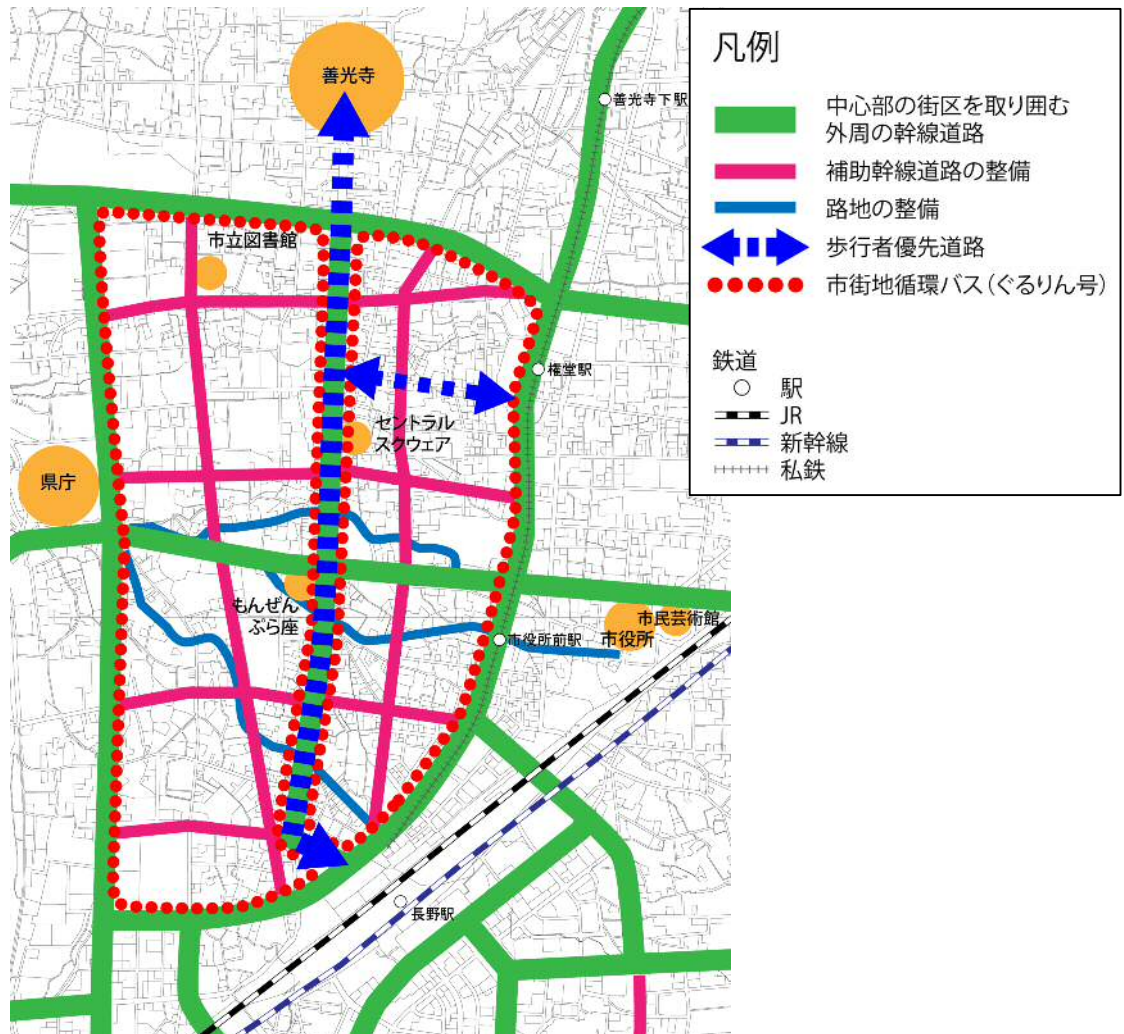 善光寺
善光寺下駅
市立図書館
権堂駅
セントラル
スクウェア
県庁
もんぜん
ぷら座
市民芸術館
市役所
市役所前駅
長野駅
凡例
中心部の街区を取り囲む
外周の幹線道路
補助幹線道路の整備
路地の整備
歩行者優先道路
市街地循環バス(ぐるりん号)
鉄道
駅
JR
新幹線
私鉄